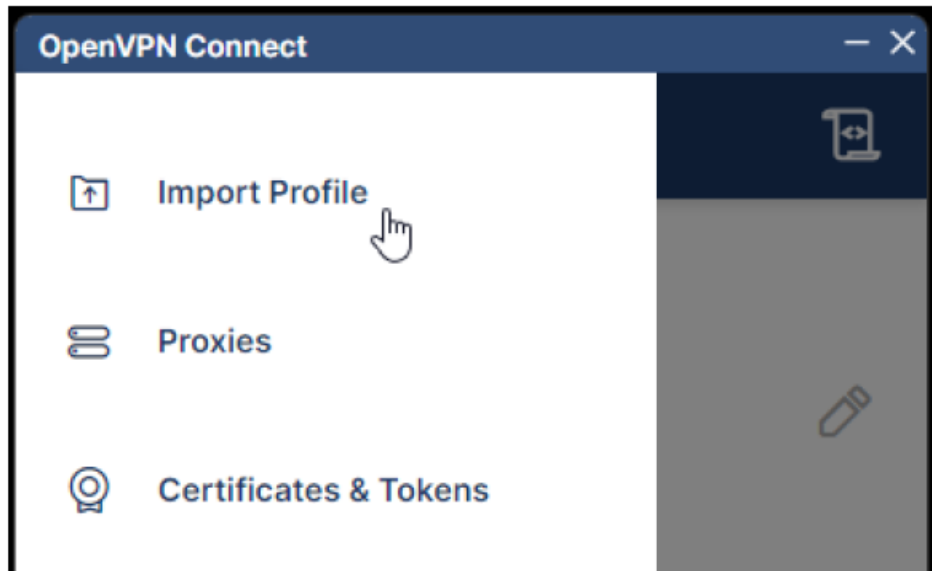 OpenVPN Connect
Import Profile
Proxies
Certificates & Tokens